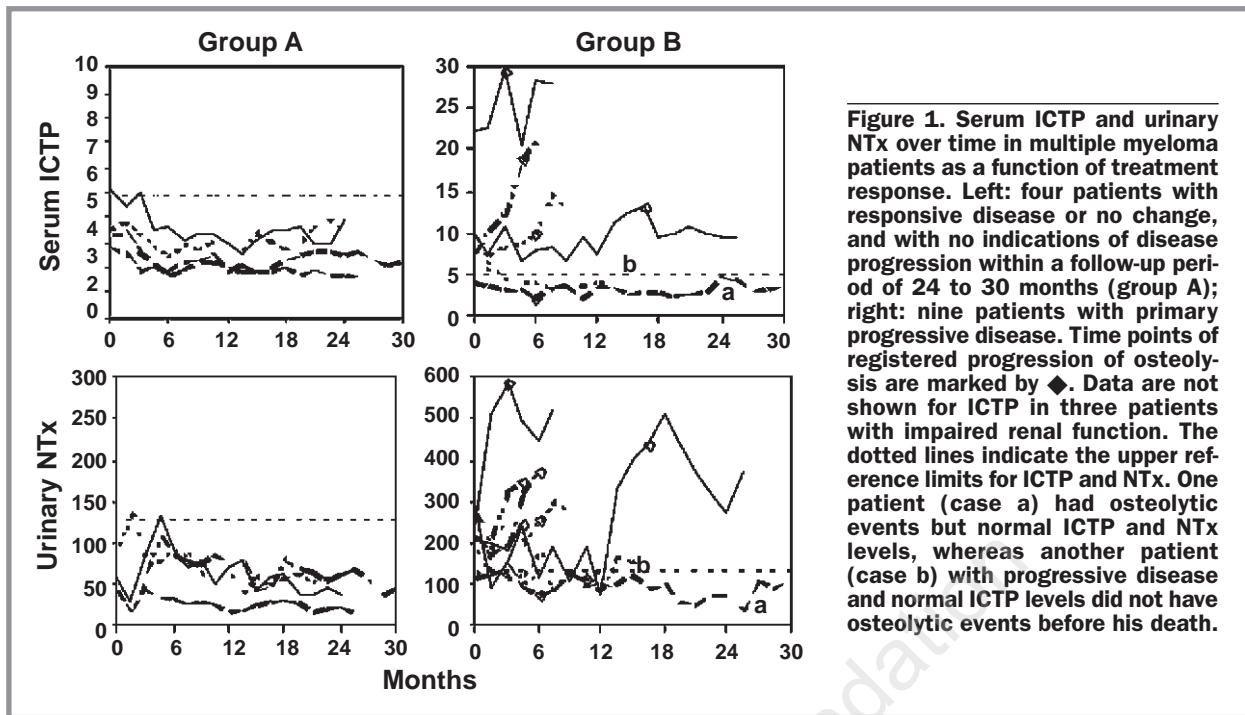 Group A
Group B
Serum ICTP
10
9
8
7
6
5
4
3
2
1
0
0 6 12 18 24 30
30
25
20
15
10
5
0
b
a
0 6 12 18 24 30
Urinary NTx
300
250
200
150
100
50
0
0 6 12 18 24 30
600
500
400
300
200
100
0
b
a
0 6 12 18 24 30
Months
Figure 1. Serum ICTP and urinary
NTx over time in multiple myeloma
patients as a function of treatment
response. Left: four patients with
responsive disease or no change,
and with no indications of disease
progression within a follow-up peri-
od of 24 to 30 months (group A);
right: nine patients with primary
progressive disease. Time points of
registered progression of osteoly-
sis are marked by ◆. Data are not
shown for ICTP in three patients
with impaired renal function. The
dotted lines indicate the upper ref-
erence limits for ICTP and NTx. One
patient (case a) had osteolytic
events but normal ICTP and NTx
levels, whereas another patient
(case b) with progressive disease
and normal ICTP levels did not have
osteolytic events before his death.
dation